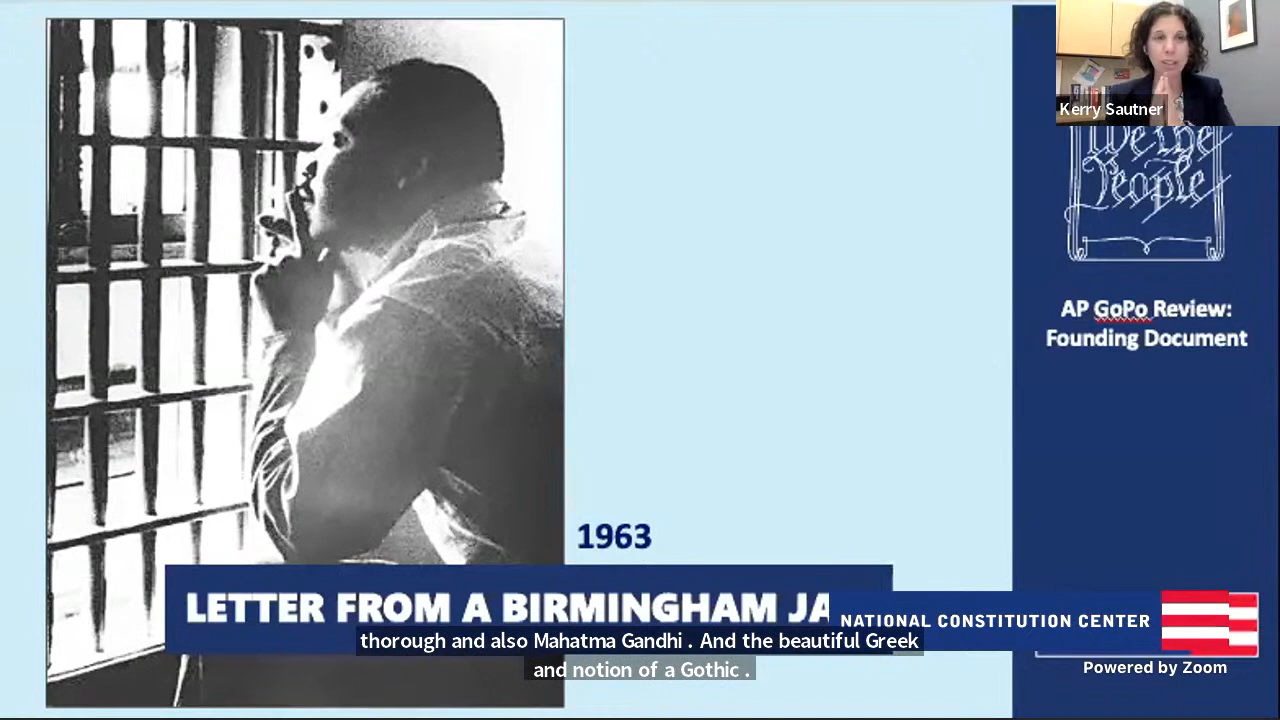 Kerry Sautner
We the
People
AP GoPo Review:
Founding Document
1963
LETTER FROM A BIRMINGHAM JA
NATIONAL CONSTITUTION CENTER
thorough and also Mahatma Gandhi . And the beautiful Greek
and notion of a Gothic .
Powered by Zoom